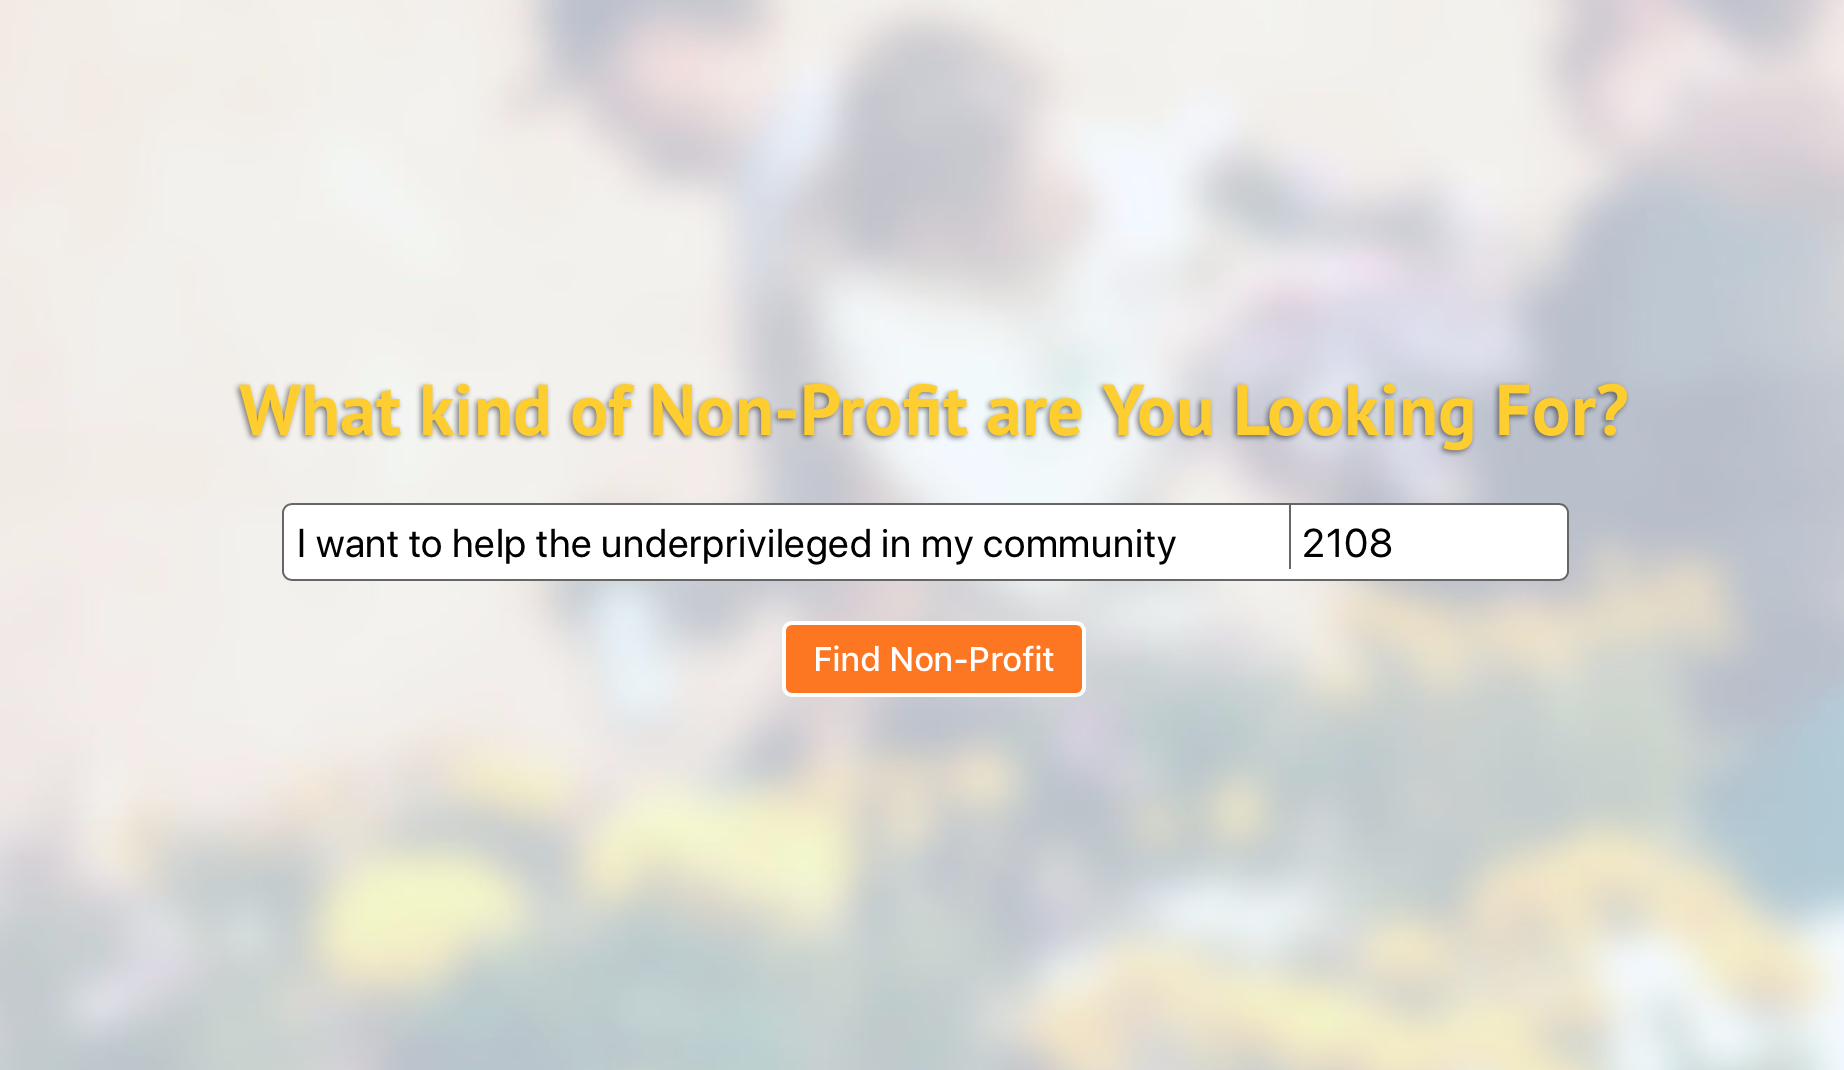 What kind of Non-Profit are You Looking For?
I want to help the underprivileged in my community 2108
Find Non-Profit